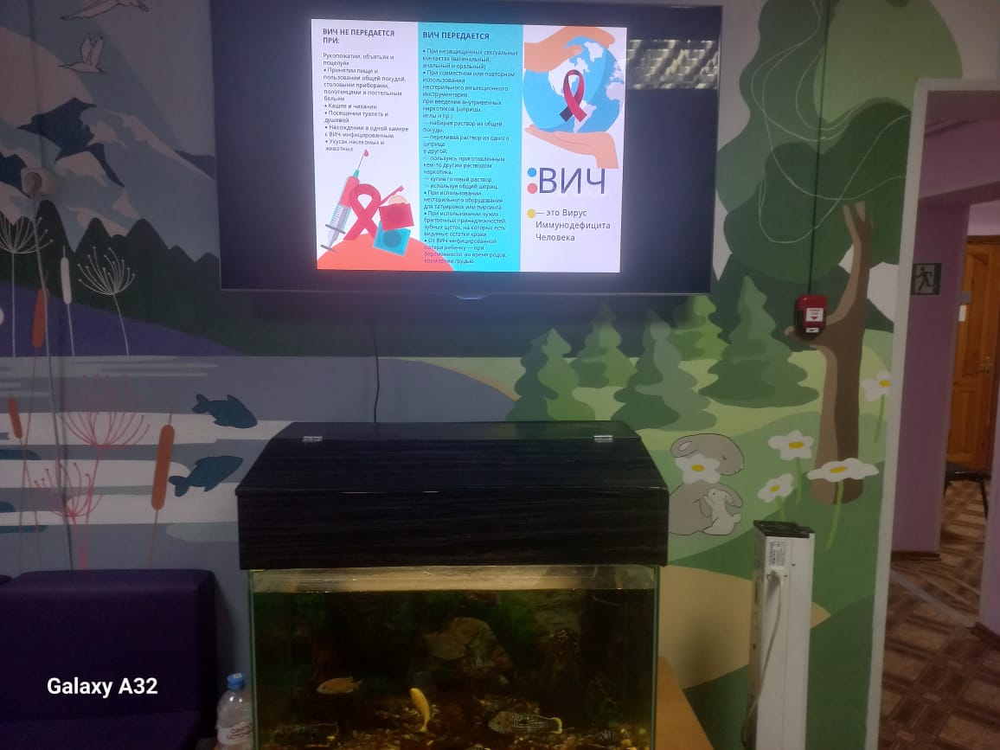 ВИЧ НЕ ПЕРЕДАЕТСЯ
ПРИ:
Рукопожатии, объятьях и
поцелуях
• Принятии пищи и
пользовании общей посудой,
столовыми приборами,
полотенцами и постельным
бельем
• Кашле и чихании
• Посещении туалета и
душевой
• Нахождении в одной камере
с ВИЧ-инфицированным
• Укусах насекомых и
животных
ВИЧ ПЕРЕДАЕТСЯ
• При незащищенных сексуальных
контактах (вагинальный,
анальный и оральный)
• При совместном или повторном
использовании
нестерильного инъекционного
инструментария
при введении внутривенных
наркотиков (шприцы,
иглы и пр.)
— набирая раствор из общей
посуды;
— переливая раствор из одного
шприца
в другой;
— пользуясь приготовленным
кем-то другим раствором
наркотика;
— купив готовый раствор;
— используя общий шприц.
• При использовании
нестерильного оборудования
для татуировок или пирсинга
• При использовании чужих
бритвенных принадлежностей,
зубных щеток, на которых есть
видимые остатки крови
• От ВИЧ-инфицированной
матери ребенку — при
беременности, во время родов,
кормлении грудью.
ВИЧ
— это Вирус
Иммунодефицита
Человека
Galaxy A32